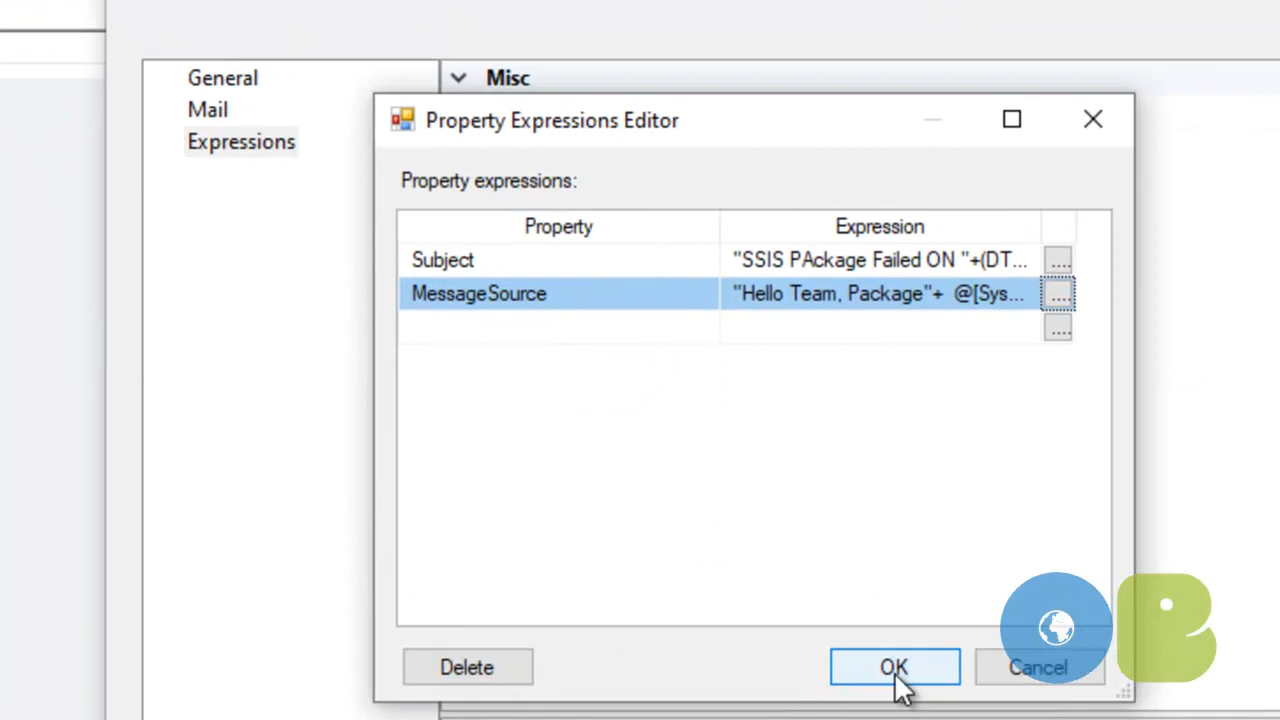 General
Mail
Expressions
Misc
Property Expressions Editor
Property expressions:
Property Expression
Subject "SSIS PAckage Failed ON "+(DT...
MessageSource "Hello Team, Package"+ @[Sys...
Delete OK Cancel